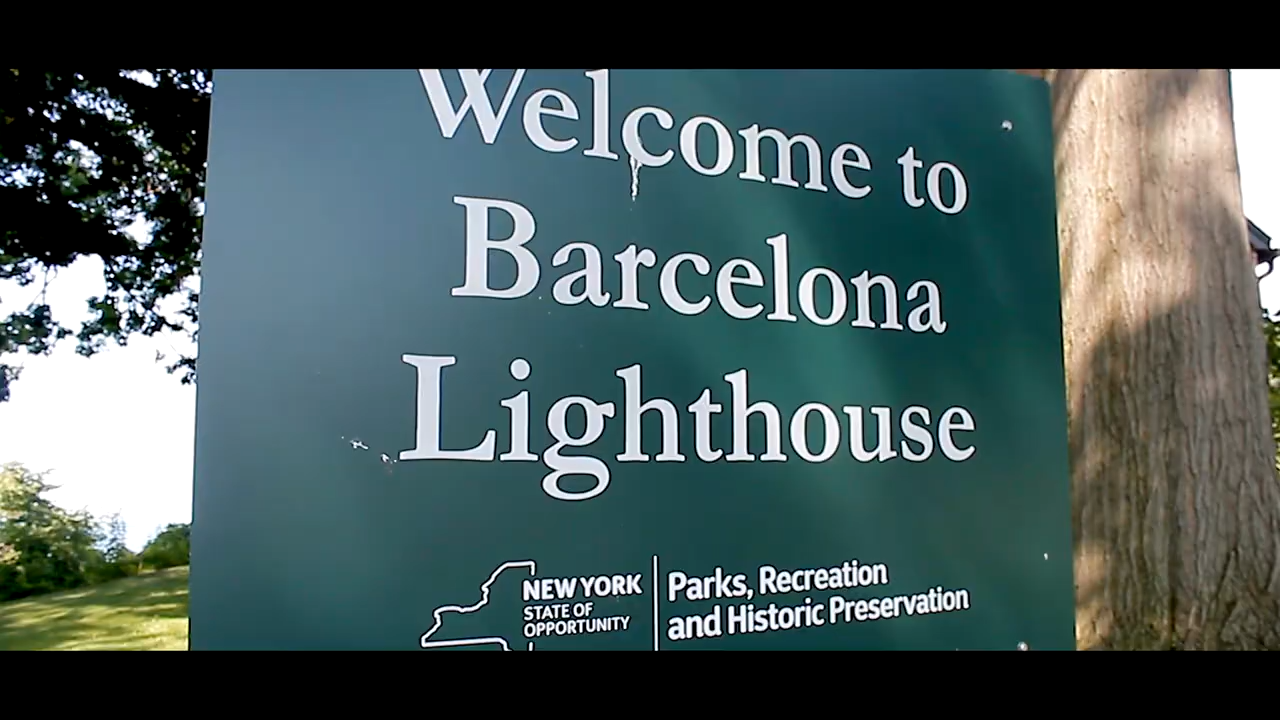 Welcome to
Barcelona
Lighthouse
NEW YORK
STATE OF
OPPORTUNITY
Parks, Recreation
and Historic Preservation